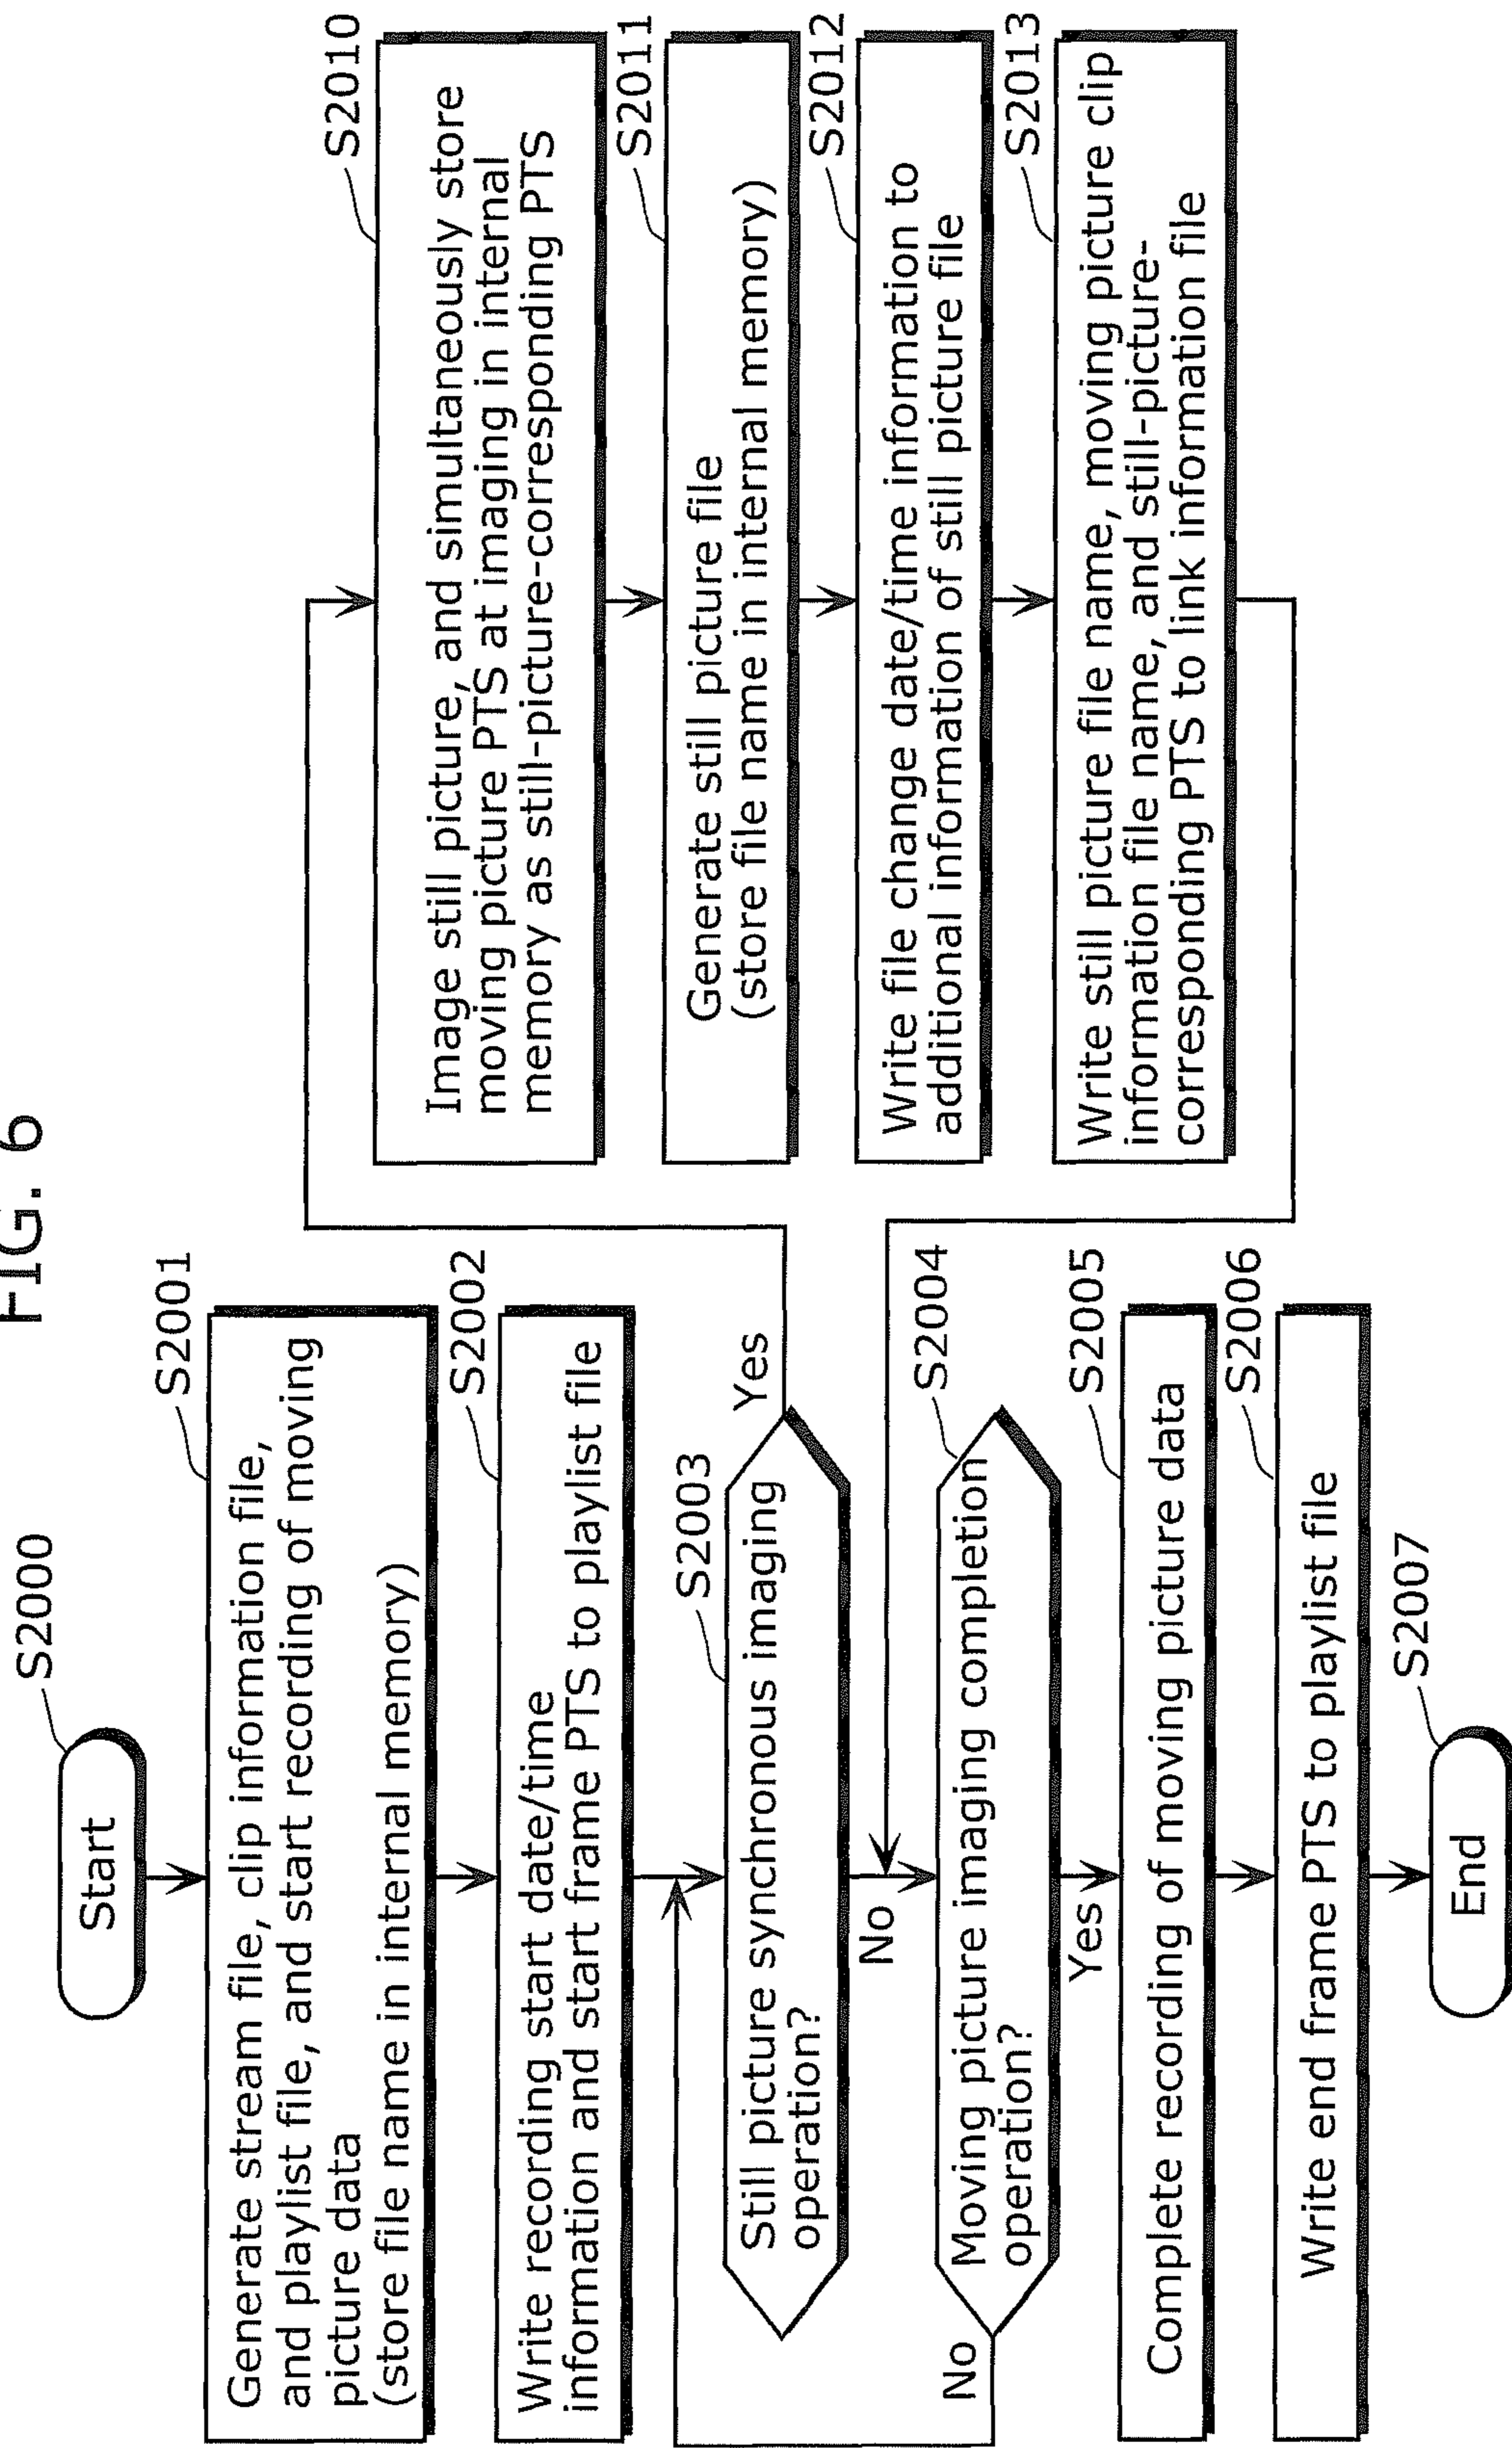 FIG. 6
S2000
Start
S2001
Generate stream file, clip information file,
and playlist file, and start recording of moving
picture data
(store file name in internal memory)
S2002
Write recording start date/time
information and start frame PTS to playlist file
S2003
Still picture synchronous imaging
operation?
Yes
No
S2004
Moving picture imaging completion
operation?
No
Yes
S2005
Complete recording of moving picture data
S2006
Write end frame PTS to playlist file
S2007
End
S2010
Image still picture, and simultaneously store
moving picture PTS at imaging in internal
memory as still-picture-corresponding PTS
S2011
Generate still picture file
(store file name in internal memory)
S2012
Write file change date/time information to
additional information of still picture file
S2013
Write still picture file name, moving picture clip
information file name, and still-picture-
corresponding PTS to link information file